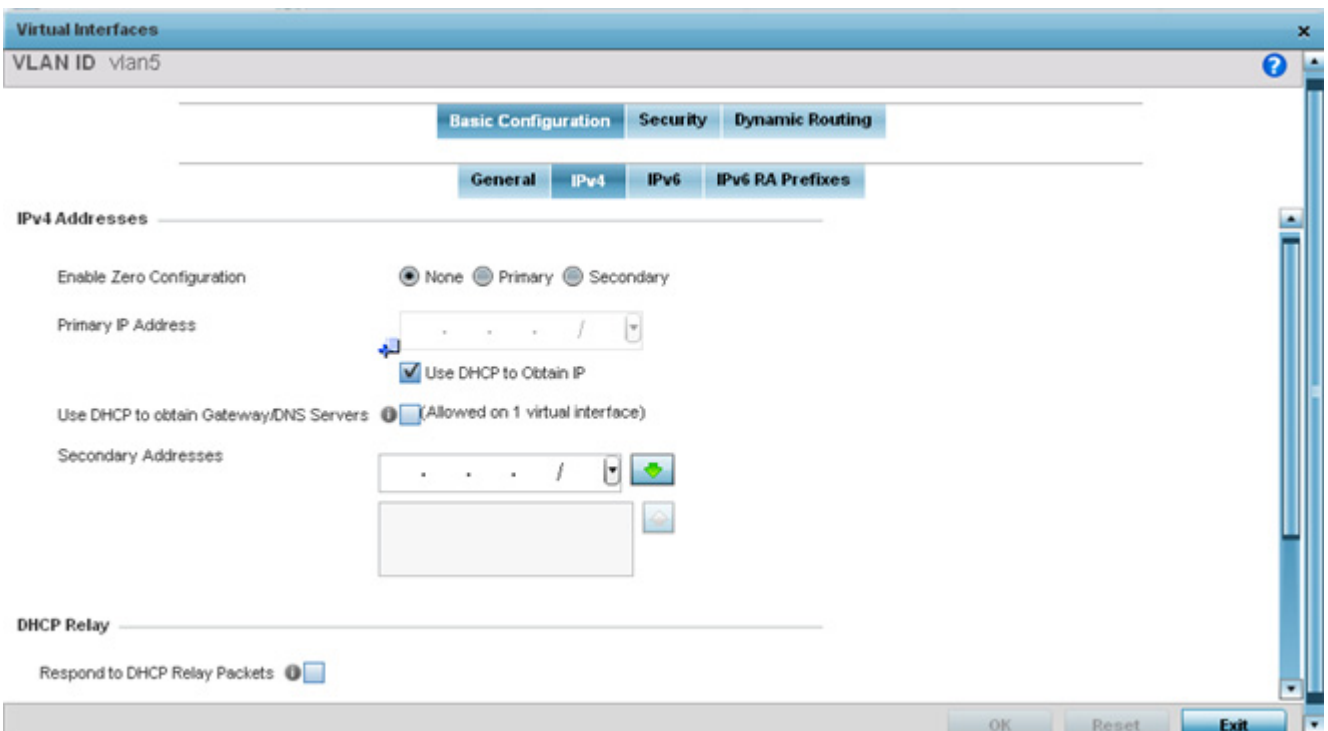 Virtual Interfaces
VLAN ID vlan5
Basic Configuration Security Dynamic Routing
General IPv4 IPv6 IPv6 RA Prefixes
IPv4 Addresses
Enable Zero Configuration None Primary Secondary
Primary IP Address . . . /
Use DHCP to Obtain IP
Use DHCP to obtain Gateway/DNS Servers (Allowed on 1 virtual interface)
Secondary Addresses
. . . /
DHCP Relay
Respond to DHCP Relay Packets
OK Reset Exit